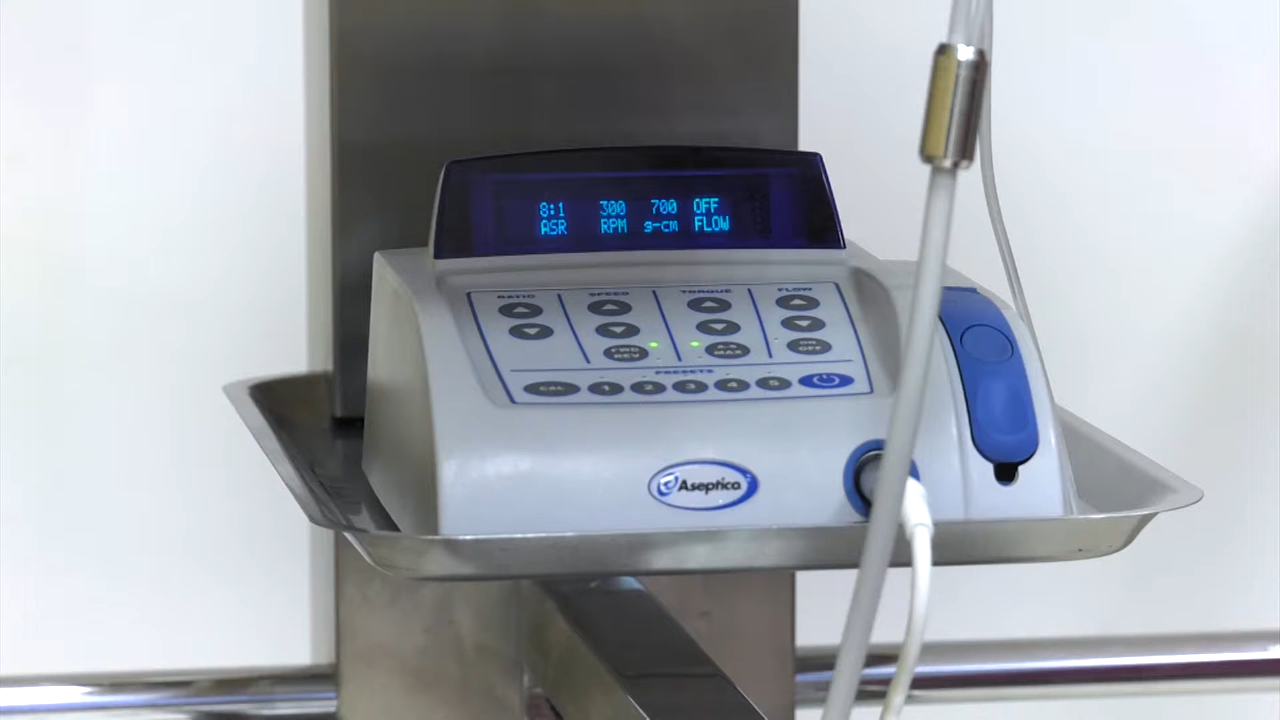 8:1 300 700 OFF
ASR RPM g-cm FLOW
RATIO SPEED TORQUE FLOW
FWD REV
A-S MAX
ON OFF
PRESETS
CAL 1 2 3 4 5
Aseptico